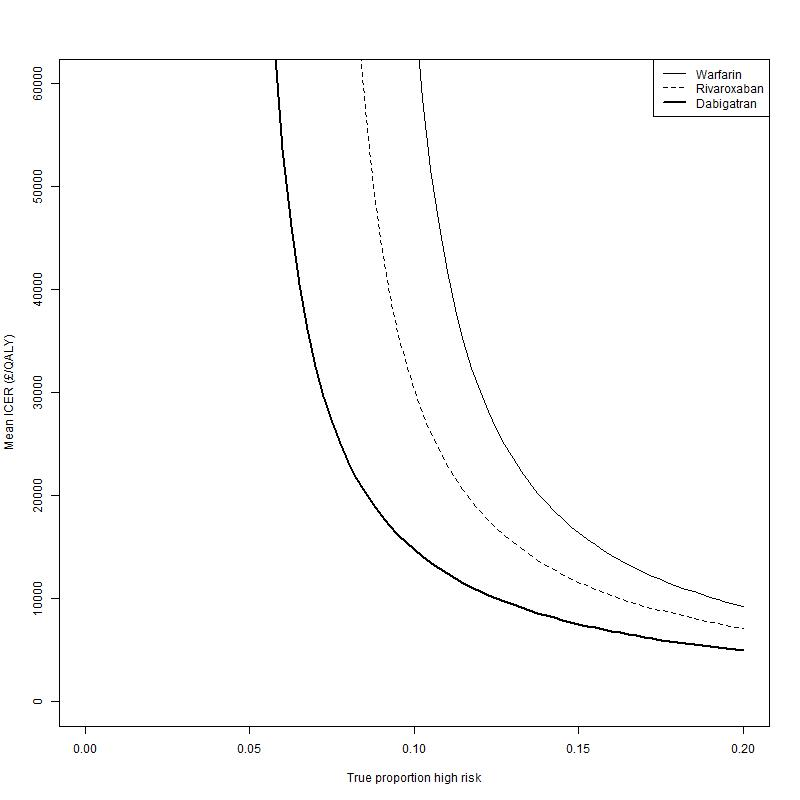 Warfarin
Rivaroxaban
Dabigatran
Mean ICER (£/QALY)
60000
50000
40000
30000
20000
10000
0
0.00 0.05 0.10 0.15 0.20
True proportion high risk